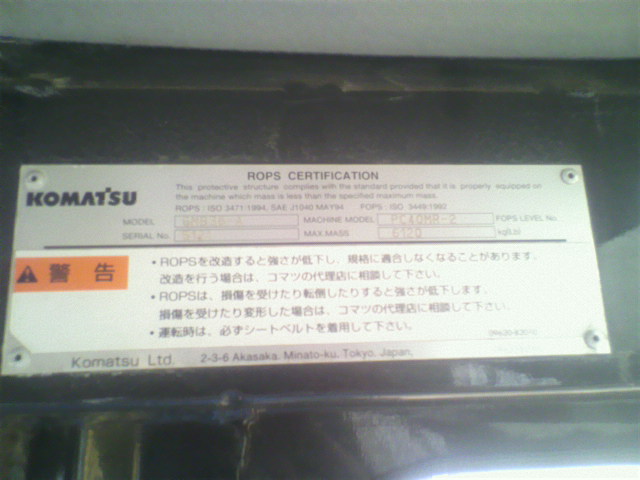 ROPS CERTIFICATION
KOMATSU
This protective structure complies with the standard provided that it is properly equipped on
the machine which mass is less than the specified maximum mass.
ROPS : ISO 3471:1994, SAE J1040 MAY94 FOPS : ISO 3449:1992
MODEL MACHINE MODEL PC40MR-2 FOPS LEVEL No.
SERIAL No. MAX.MASS 6120 kg(Lb)
警告
• ROPSを改造すると強さが低下し、規格に適合しなくなることがあります。
改造を行う場合は、コマツの代理店に相談して下さい。
• ROPSは、損傷を受けたり転倒したりすると強さが低下します。
損傷を受けたり変形した場合は、コマツの代理店に相談して下さい。
• 運転時は、必ずシートベルトを着用して下さい。
Komatsu Ltd. 2-3-6 Akasaka, Minato-ku, Tokyo, Japan,